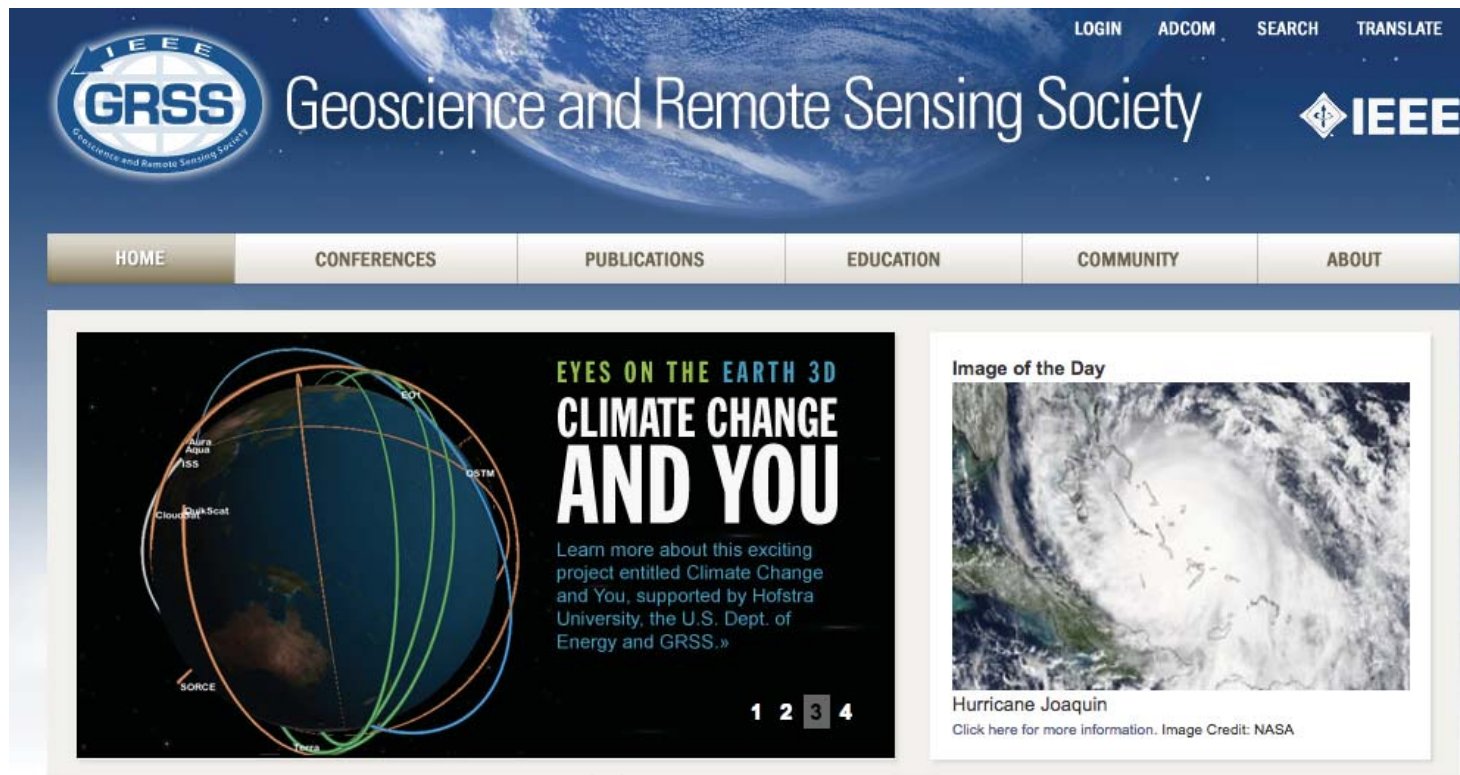 LOGIN ADCOM SEARCH TRANSLATE
IEEE
GRSS
Geoscience and Remote Sensing Society
Geoscience and Remote Sensing Society
IEEE
HOME CONFERENCES PUBLICATIONS EDUCATION COMMUNITY ABOUT
EO1
Aura
Aqua
ISS
OSTM
CloudSat
QuikScat
SORCE
Terra
EYES ON THE EARTH 3D
CLIMATE CHANGE
AND YOU
Learn more about this exciting
project entitled Climate Change
and You, supported by Hofstra
University, the U.S. Dept. of
Energy and GRSS.»
1 2 3 4
Image of the Day
Hurricane Joaquin
Click here for more information. Image Credit: NASA